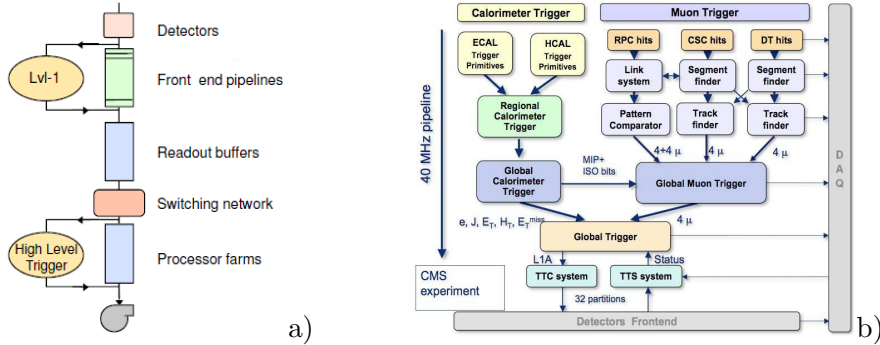 Detectors
Lvl-1
Front end pipelines
Readout buffers
Switching network
High Level
Trigger
Processor farms
a)
Calorimeter Trigger
Muon Trigger
ECAL
Trigger
Primitives
HCAL
Trigger
Primitives
RPC hits
CSC hits
DT hits
Link
system
Segment
finder
Segment
finder
Regional
Calorimeter
Trigger
Pattern
Comparator
Track
finder
Track
finder
40 MHz pipeline
4+4 μ
4 μ
4 μ
MIP+
ISO bits
Global
Calorimeter
Trigger
Global Muon Trigger
DAQ
e, J, E_T, H_T, E_T^miss
4 μ
Global Trigger
L1A
Status
TTC system
TTS system
CMS
experiment
32 partitions
Detectors Frontend
b)